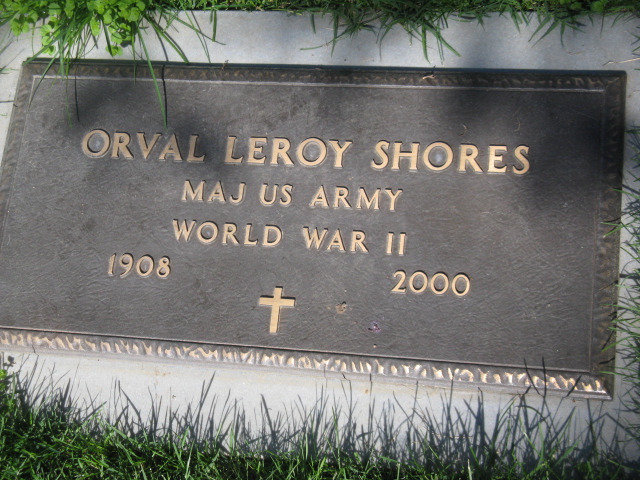 ORVAL LEROY SHORES
MAJ US ARMY
WORLD WAR II
1908 2000